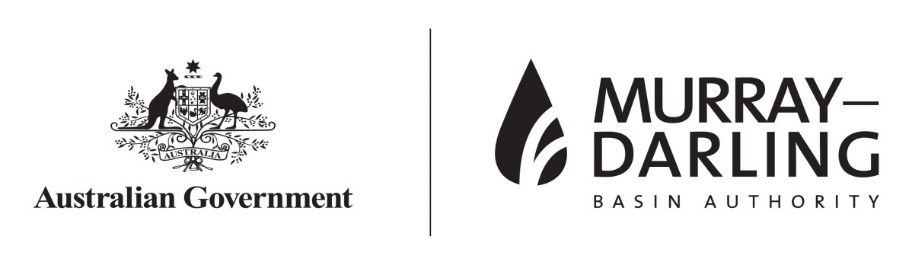 AUSTRALIA
Australian Government
MURRAY–
DARLING
BASIN AUTHORITY